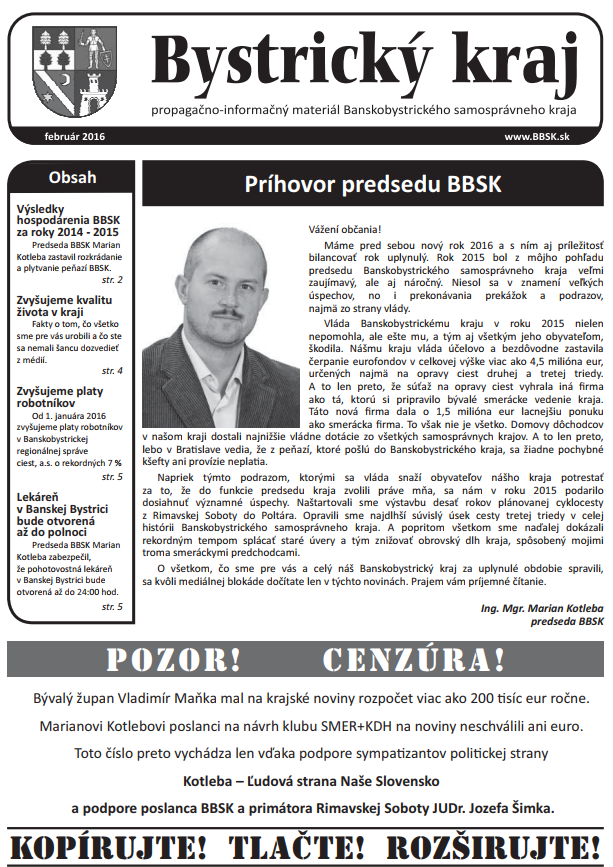 Bystrický kraj
propagačno-informačný materiál Banskobystrického samosprávneho kraja
február 2016
www.BBSK.sk
Obsah
Výsledky
hospodárenia BBSK
za roky 2014 - 2015
Predseda BBSK Marian
Kotleba zastavil rozkrádanie
a plytvanie peňazí BBSK.
str. 2
Zvyšujeme kvalitu
života v kraji
Fakty o tom, čo všetko
sme pre vás urobili a čo ste
sa nemali šancu dozvedieť
z médií.
str. 4
Zvyšujeme platy
robotníkov
Od 1. januára 2016
zvyšujeme platy robotníkov
v Banskobystrickej
regionálnej správe
ciest, a.s. o rekordných 7 %
str. 5
Lekáreň
v Banskej Bystrici
bude otvorená
až do polnoci
Predseda BBSK Marian
Kotleba zabezpečil,
že pohotovostná lekáreň
v Banskej Bystrici bude
otvorená až do 24:00 hod.
str. 5
Príhovor predsedu BBSK
Vážení občania!
Máme pred sebou nový rok 2016 a s ním aj príležitosť
bilancovať rok uplynulý. Rok 2015 bol z môjho pohľadu
predsedu Banskobystrického samosprávneho kraja veľmi
zaujímavý, ale aj náročný. Niesol sa v znamení veľkých
úspechov, no i prekonávania prekážok a podrazov,
najmä zo strany vlády.
Vláda Banskobystrickému kraju v roku 2015 nielen
nepomohla, ale ešte mu, a tým aj všetkým jeho obyvateľom,
škodila. Nášmu kraju vláda účelovo a bezdôvodne zastavila
čerpanie eurofondov v celkovej výške viac ako 4,5 milióna eur,
určených najmä na opravy ciest druhej a tretej triedy.
A to len preto, že súťaž na opravy ciest vyhrala iná firma
ako tá, ktorú si pripravilo bývalé smerácke vedenie kraja.
Táto nová firma dala o 1,5 milióna eur lacnejšiu ponuku
ako smerácka firma. To však nie je všetko. Domovy dôchodcov
v našom kraji dostali najnižšie vládne dotácie zo všetkých samosprávnych krajov. A to len preto,
lebo v Bratislave vedia, že z peňazí, ktoré pošlú do Banskobystrického kraja, sa žiadne pochybné
kšefty ani provízie neplatia.
Napriek týmto podrazom, ktorými sa vláda snaží obyvateľov nášho kraja potrestať
za to, že do funkcie predsedu kraja zvolili práve mňa, sa nám v roku 2015 podarilo
dosiahnuť významné úspechy. Naštartovali sme výstavbu desať rokov plánovanej cyklocesty
z Rimavskej Soboty do Poltára. Opravili sme najdlhší súvislý úsek cesty tretej triedy v celej
histórii Banskobystrického samosprávneho kraja. A popritom všetkom sme naďalej dokázali
rekordným tempom splácať staré úvery a tým znižovať obrovský dlh kraja, spôsobený mojimi
troma smeráckymi predchodcami.
O všetkom, čo sme pre vás a celý náš Banskobystrický kraj za uplynulé obdobie spravili,
sa kvôli mediálnej blokáde dočítate len v týchto novinách. Prajem vám príjemné čítanie.
Ing. Mgr. Marian Kotleba
predseda BBSK
POZOR! CENZÚRA!
Bývalý župan Vladimír Maňka mal na krajské noviny rozpočet viac ako 200 tisíc eur ročne.
Marianovi Kotlebovi poslanci na návrh klubu SMER+KDH na noviny neschválili ani euro.
Toto číslo preto vychádza len vďaka podpore sympatizantov politickej strany
Kotleba – Ľudová strana Naše Slovensko
a podpore poslanca BBSK a primátora Rimavskej Soboty JUDr. Jozefa Šimka.
KOPÍRUJTE! TLAČTE! ROZŠIRUJTE!